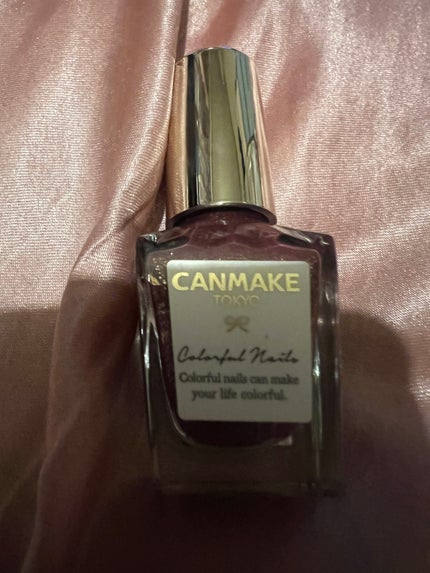 CANMAKE
TOKYO
Colorful Nails
Colorful nails can make
your life colorful.